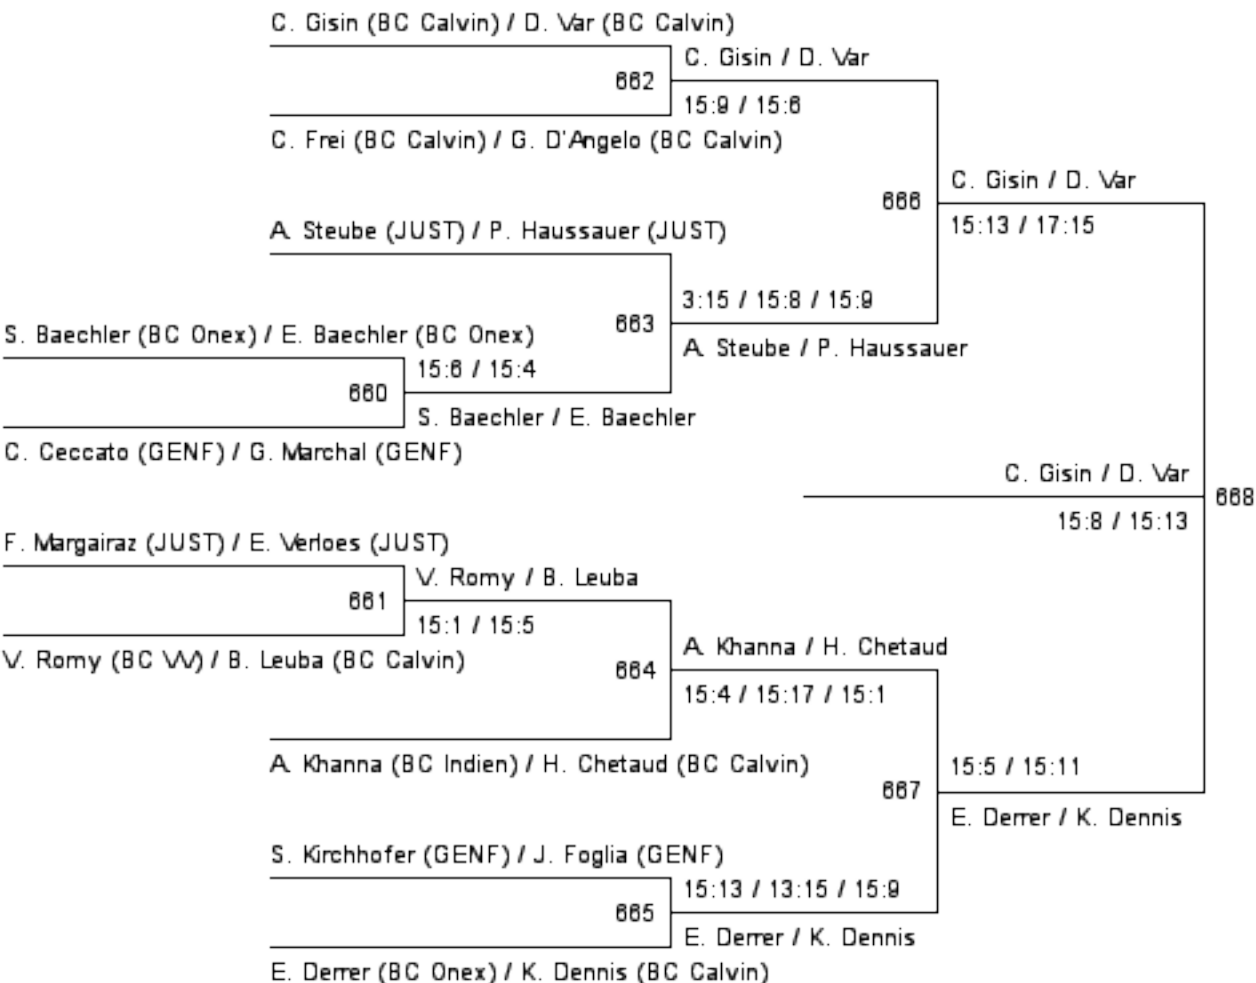 C. Gisin (BC Calvin) / D. Var (BC Calvin)
C. Gisin / D. Var
662
15:9 / 15:6
C. Frei (BC Calvin) / G. D'Angelo (BC Calvin)
C. Gisin / D. Var
666
15:13 / 17:15
A. Steube (JUST) / P. Haussauer (JUST)
3:15 / 15:8 / 15:9
663
A. Steube / P. Haussauer
S. Baechler (BC Onex) / E. Baechler (BC Onex)
15:6 / 15:4
660
S. Baechler / E. Baechler
C. Ceccato (GENF) / G. Marchal (GENF)
C. Gisin / D. Var
668
15:8 / 15:13
F. Margairaz (JUST) / E. Verloes (JUST)
V. Romy / B. Leuba
661
15:1 / 15:5
V. Romy (BC VV) / B. Leuba (BC Calvin)
A. Khanna / H. Chetaud
664
15:4 / 15:17 / 15:1
A. Khanna (BC Indien) / H. Chetaud (BC Calvin)
15:5 / 15:11
667
E. Derrer / K. Dennis
S. Kirchhofer (GENF) / J. Foglia (GENF)
15:13 / 13:15 / 15:9
665
E. Derrer / K. Dennis
E. Derrer (BC Onex) / K. Dennis (BC Calvin)